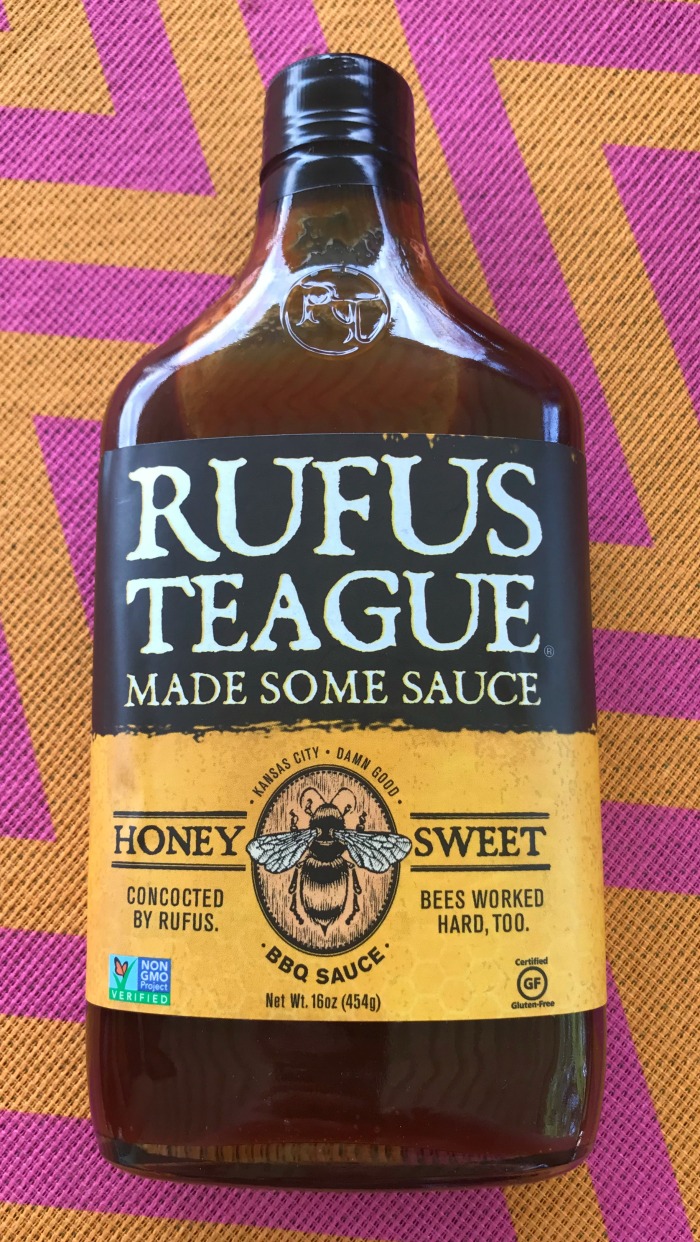 RT
RUFUS
TEAGUE®
MADE SOME SAUCE
• KANSAS CITY • DAMN GOOD •
HONEY SWEET
CONCOCTED
BY RUFUS.
BEES WORKED
HARD, TOO.
• BBQ SAUCE •
NON
GMO
Project
VERIFIED
Net Wt. 16oz (454g)
Certified
GF
Gluten-Free